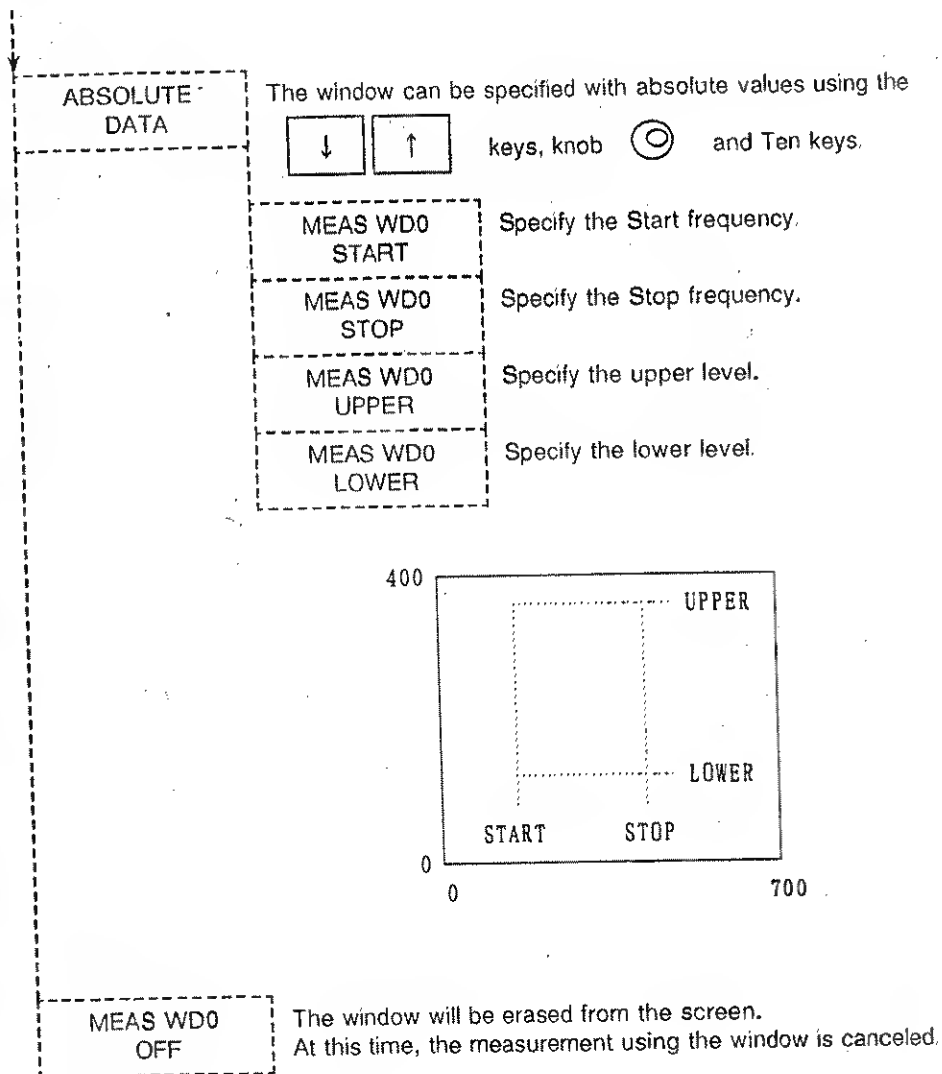 ABSOLUTE
DATA
The window can be specified with absolute values using the
↓ ↑ keys, knob and Ten keys.
MEAS WD0
START
Specify the Start frequency.
MEAS WD0
STOP
Specify the Stop frequency.
MEAS WD0
UPPER
Specify the upper level.
MEAS WD0
LOWER
Specify the lower level.
400
UPPER
LOWER
START STOP
0
0 700
MEAS WD0
OFF
The window will be erased from the screen.
At this time, the measurement using the window is canceled.